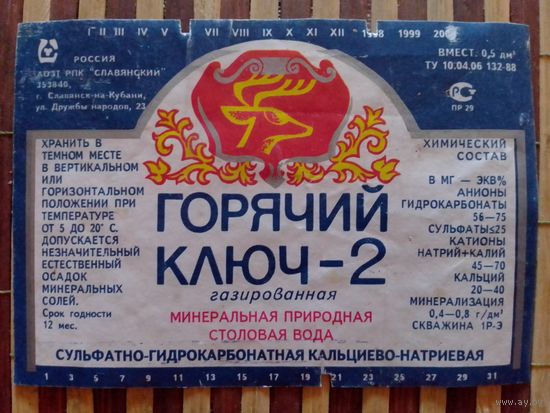 II III IV V VII VIII IX X XI XII 1998 1999
РОССИЯ
АОЗТ РПК "СЛАВЯНСКИЙ"
353840,
г. Славянск-на-Кубани,
ул. Дружбы народов, 23
ВМЕСТ. 0,5 дм³
ТУ 10.04.06 132-88
ПР 29
ХРАНИТЬ В
ТЕМНОМ МЕСТЕ
В ВЕРТИКАЛЬНОМ
ИЛИ
ГОРИЗОНТАЛЬНОМ
ПОЛОЖЕНИИ ПРИ
ТЕМПЕРАТУРЕ
ОТ 5 ДО 20° С.
ДОПУСКАЕТСЯ
НЕЗНАЧИТЕЛЬНЫЙ
ЕСТЕСТВЕННЫЙ
ОСАДОК
МИНЕРАЛЬНЫХ
СОЛЕЙ.
Срок годности
12 мес.
ГОРЯЧИЙ
КЛЮЧ-2
газированная
МИНЕРАЛЬНАЯ ПРИРОДНАЯ
СТОЛОВАЯ ВОДА
ХИМИЧЕСКИЙ
СОСТАВ
В МГ - ЭКВ%
АНИОНЫ
ГИДРОКАРБОНАТЫ
56-75
СУЛЬФАТЫ≤25
КАТИОНЫ
НАТРИЙ+КАЛИЙ
45-70
КАЛЬЦИЙ
20-40
МИНЕРАЛИЗАЦИЯ
0,4-0,8 г/дм³
СКВАЖИНА 1Р-Э
СУЛЬФАТНО-ГИДРОКАРБОНАТНАЯ КАЛЬЦИЕВО-НАТРИЕВАЯ
1 3 5 7 9 11 13 15 17 19 21 23 25 27 29 31
www.ay.by